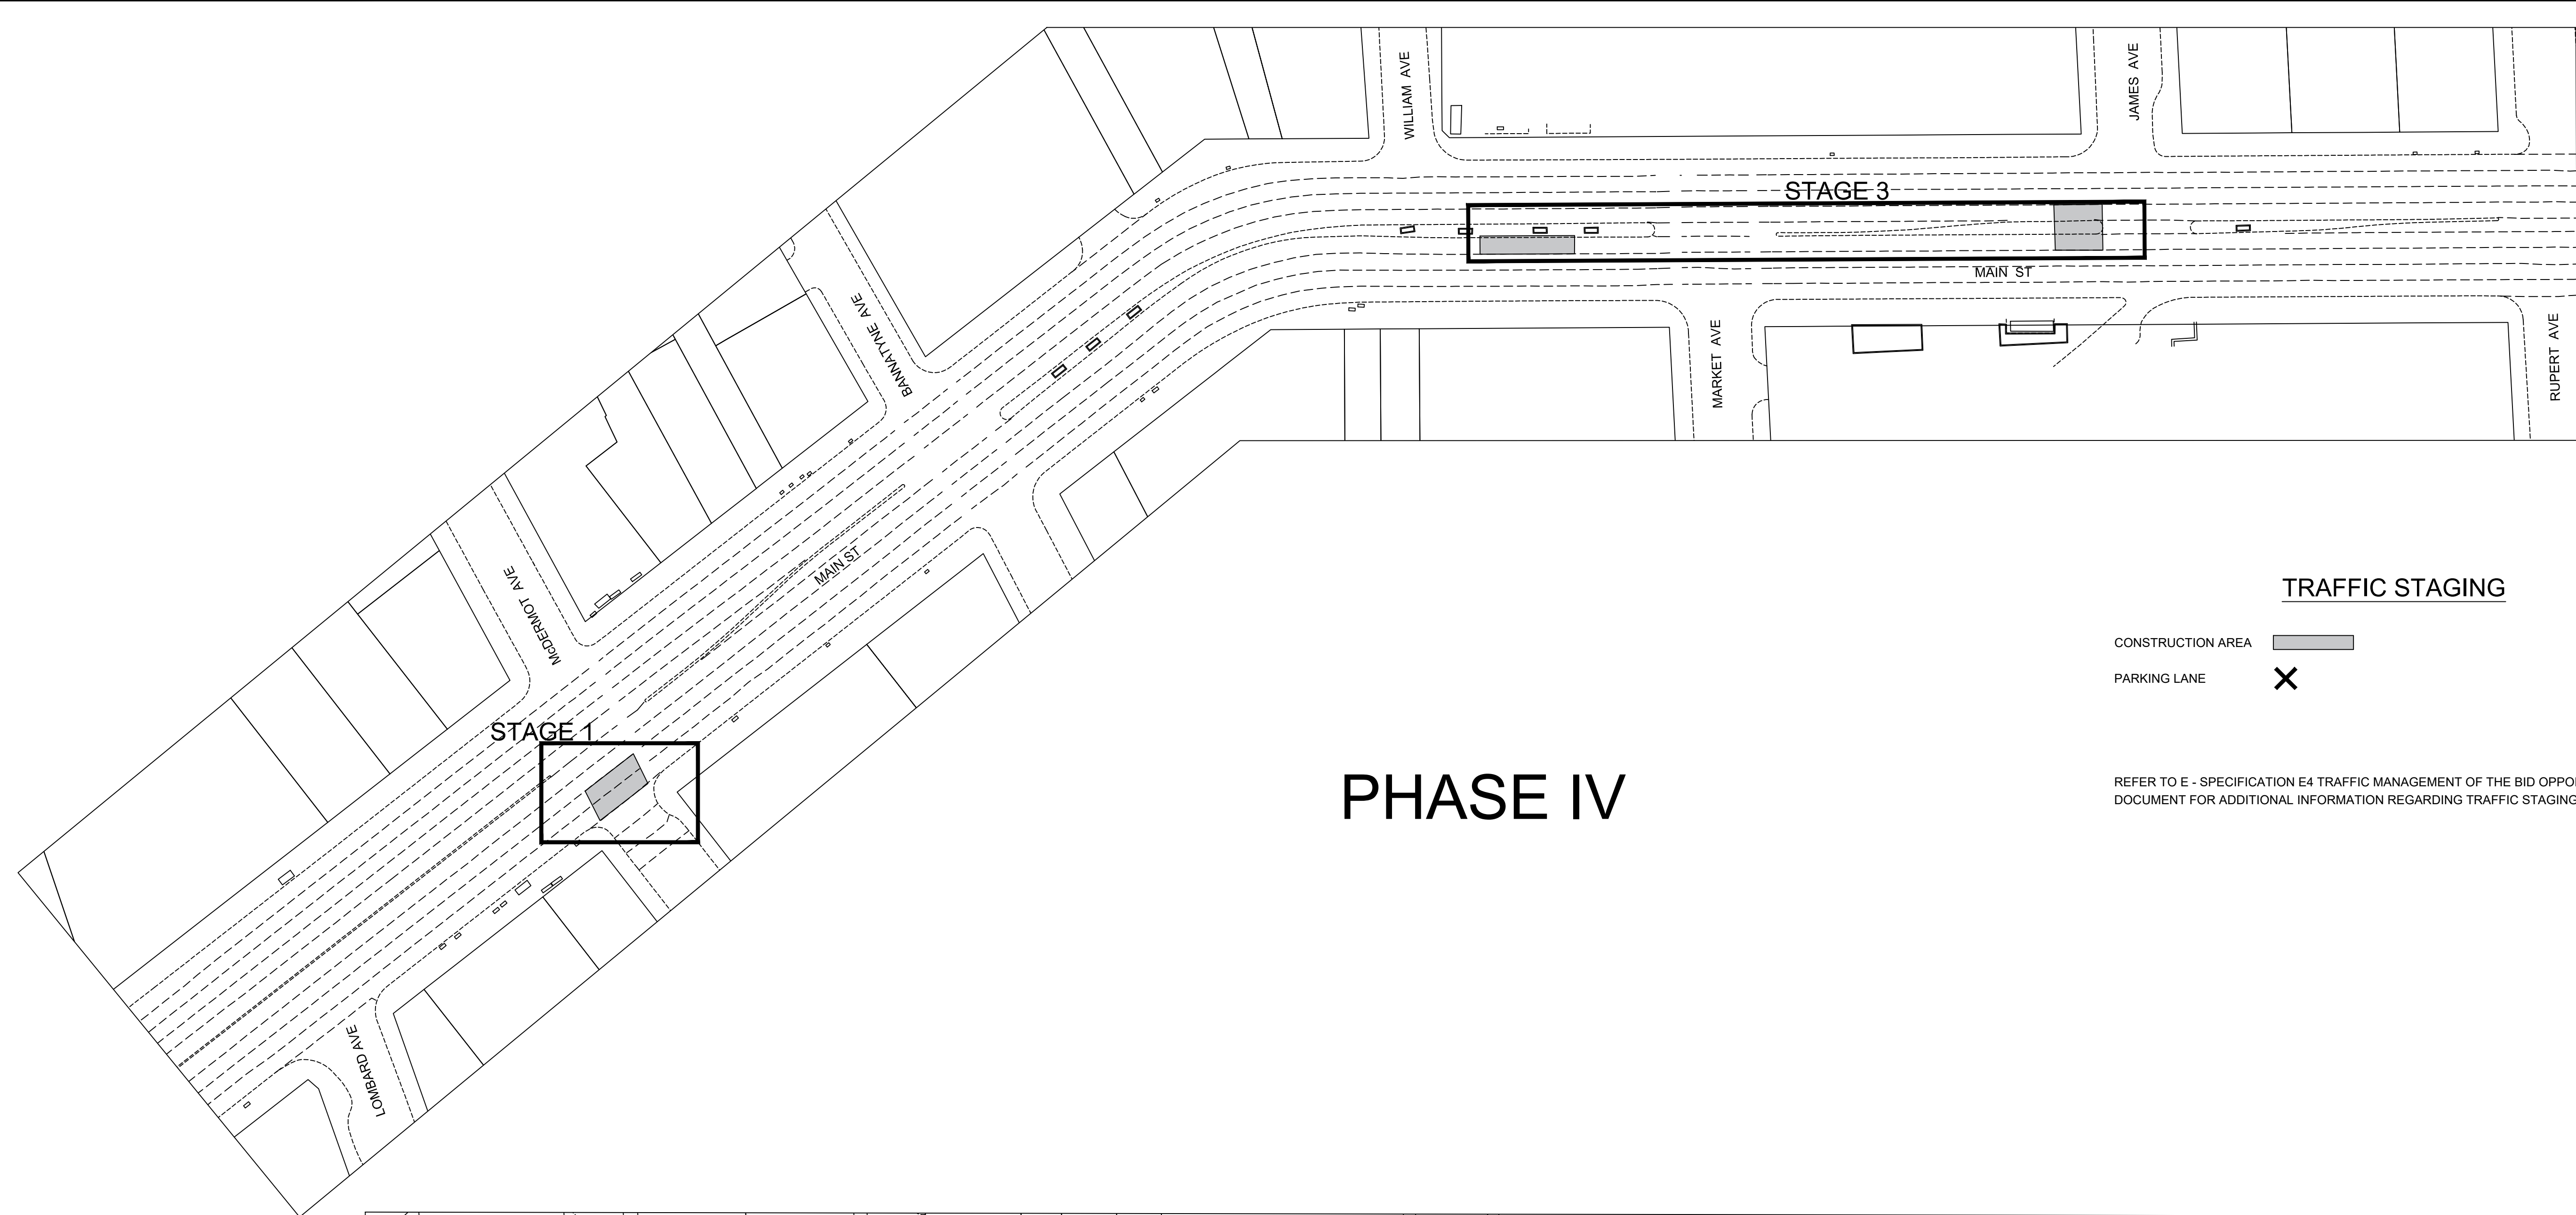 WILLIAM AVE
JAMES AVE
STAGE 3
MAIN ST
BANNATYNE AVE
MARKET AVE
RUPERT AVE
McDERMOT AVE
MAIN ST
TRAFFIC STAGING
CONSTRUCTION AREA
PARKING LANE
STAGE 1
PHASE IV
REFER TO E - SPECIFICATION E4 TRAFFIC MANAGEMENT OF THE BID
DOCUMENT FOR ADDITIONAL INFORMATION REGARDING TRAFFIC STAGING
LOMBARD AVE